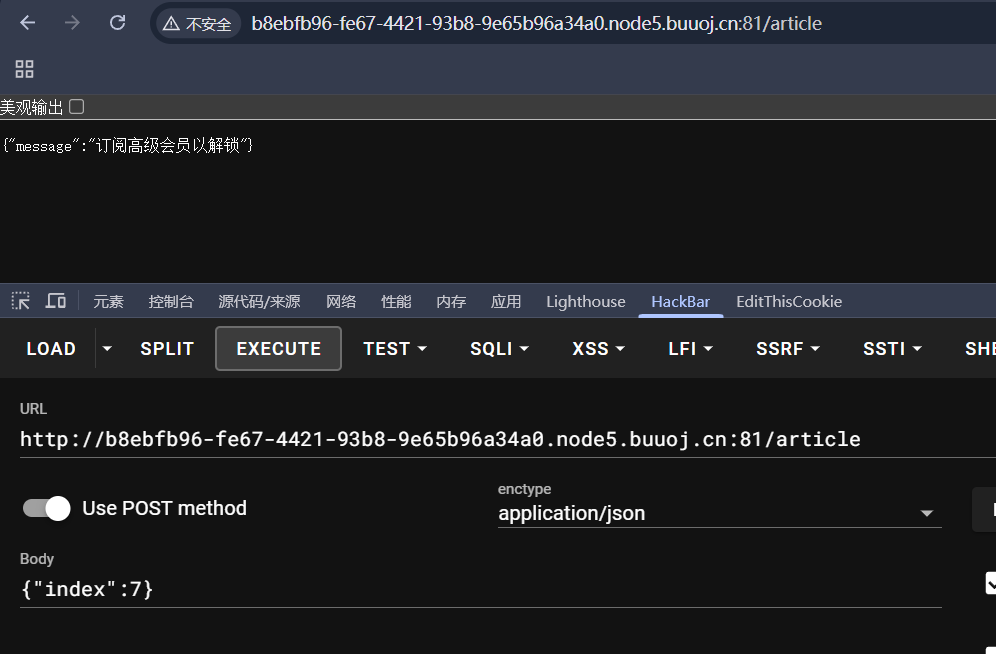 不安全 b8ebfb96-fe67-4421-93b8-9e65b96a34a0.node5.buuoj.cn:81/article
美观输出
{"message":"订阅高级会员以解锁"}
元素 控制台 源代码/来源 网络 性能 内存 应用 Lighthouse HackBar EditThisCookie
LOAD SPLIT EXECUTE TEST SQLI XSS LFI SSRF SSTI
URL
http://b8ebfb96-fe67-4421-93b8-9e65b96a34a0.node5.buuoj.cn:81/article
enctype
Use POST method application/json
Body
{"index":7}